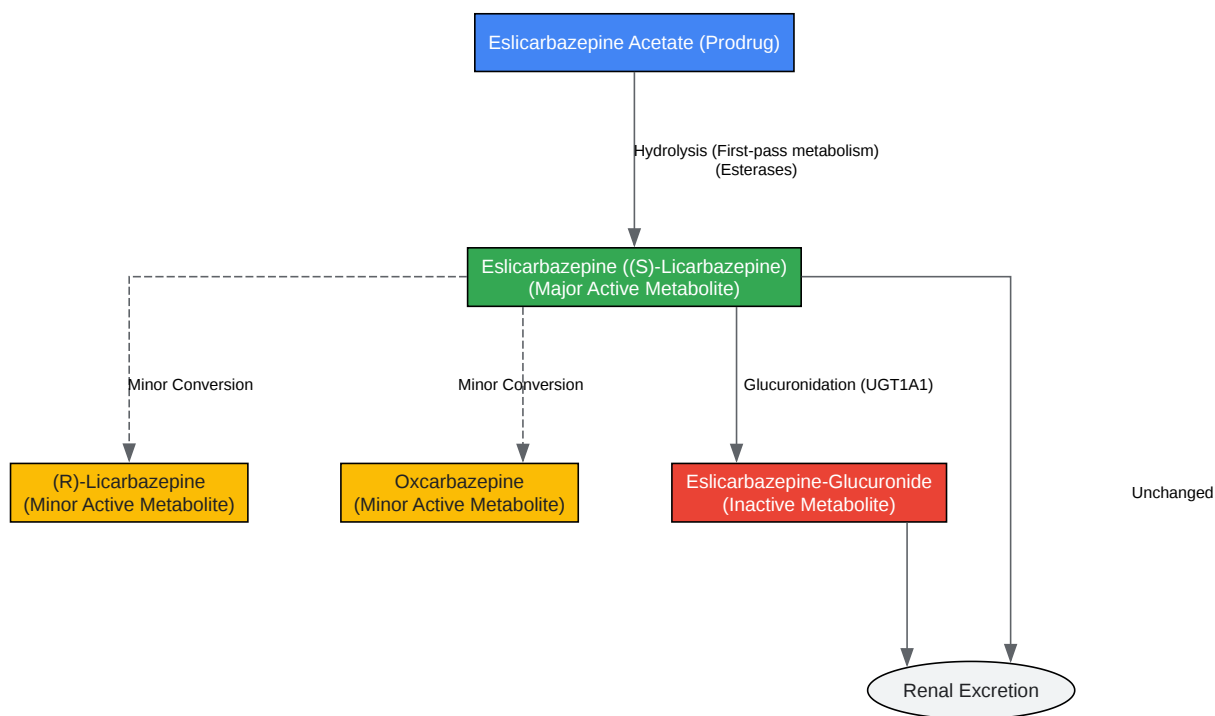 Eslicarbazepine Acetate (Prodrug)
Hydrolysis (First-pass metabolism)
(Esterases)
Eslicarbazepine ((S)-Licarbazepine)
(Major Active Metabolite)
Minor Conversion
Minor Conversion
Glucuronidation (UGT1A1)
(R)-Licarbazepine
(Minor Active Metabolite)
Oxcarbazepine
(Minor Active Metabolite)
Eslicarbazepine-Glucuronide
(Inactive Metabolite)
Unchanged
Renal Excretion